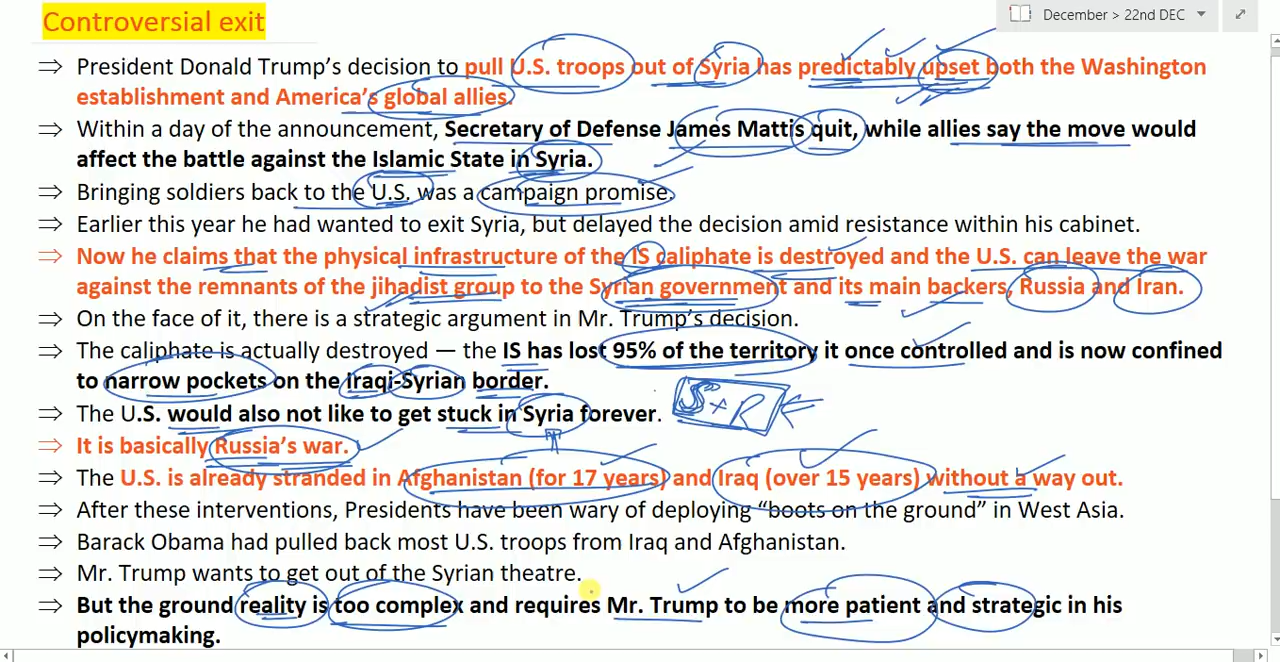 Controversial exit
December > 22nd DEC
⇒ President Donald Trump's decision to pull U.S. troops out of Syria has predictably upset both the Washington
establishment and America's global allies.
⇒ Within a day of the announcement, Secretary of Defense James Mattis quit, while allies say the move would
affect the battle against the Islamic State in Syria.
⇒ Bringing soldiers back to the U.S. was a campaign promise.
⇒ Earlier this year he had wanted to exit Syria, but delayed the decision amid resistance within his cabinet.
⇒ Now he claims that the physical infrastructure of the IS caliphate is destroyed and the U.S. can leave the war
against the remnants of the jihadist group to the Syrian government and its main backers, Russia and Iran.
⇒ On the face of it, there is a strategic argument in Mr. Trump's decision.
⇒ The caliphate is actually destroyed — the IS has lost 95% of the territory it once controlled and is now confined
to narrow pockets on the Iraqi-Syrian border.
⇒ The U.S. would also not like to get stuck in Syria forever.
S + R
⇒ It is basically Russia's war.
⇒ The U.S. is already stranded in Afghanistan (for 17 years) and Iraq (over 15 years) without a way out.
⇒ After these interventions, Presidents have been wary of deploying "boots on the ground" in West Asia.
⇒ Barack Obama had pulled back most U.S. troops from Iraq and Afghanistan.
⇒ Mr. Trump wants to get out of the Syrian theatre.
⇒ But the ground reality is too complex and requires Mr. Trump to be more patient and strategic in his
policymaking.